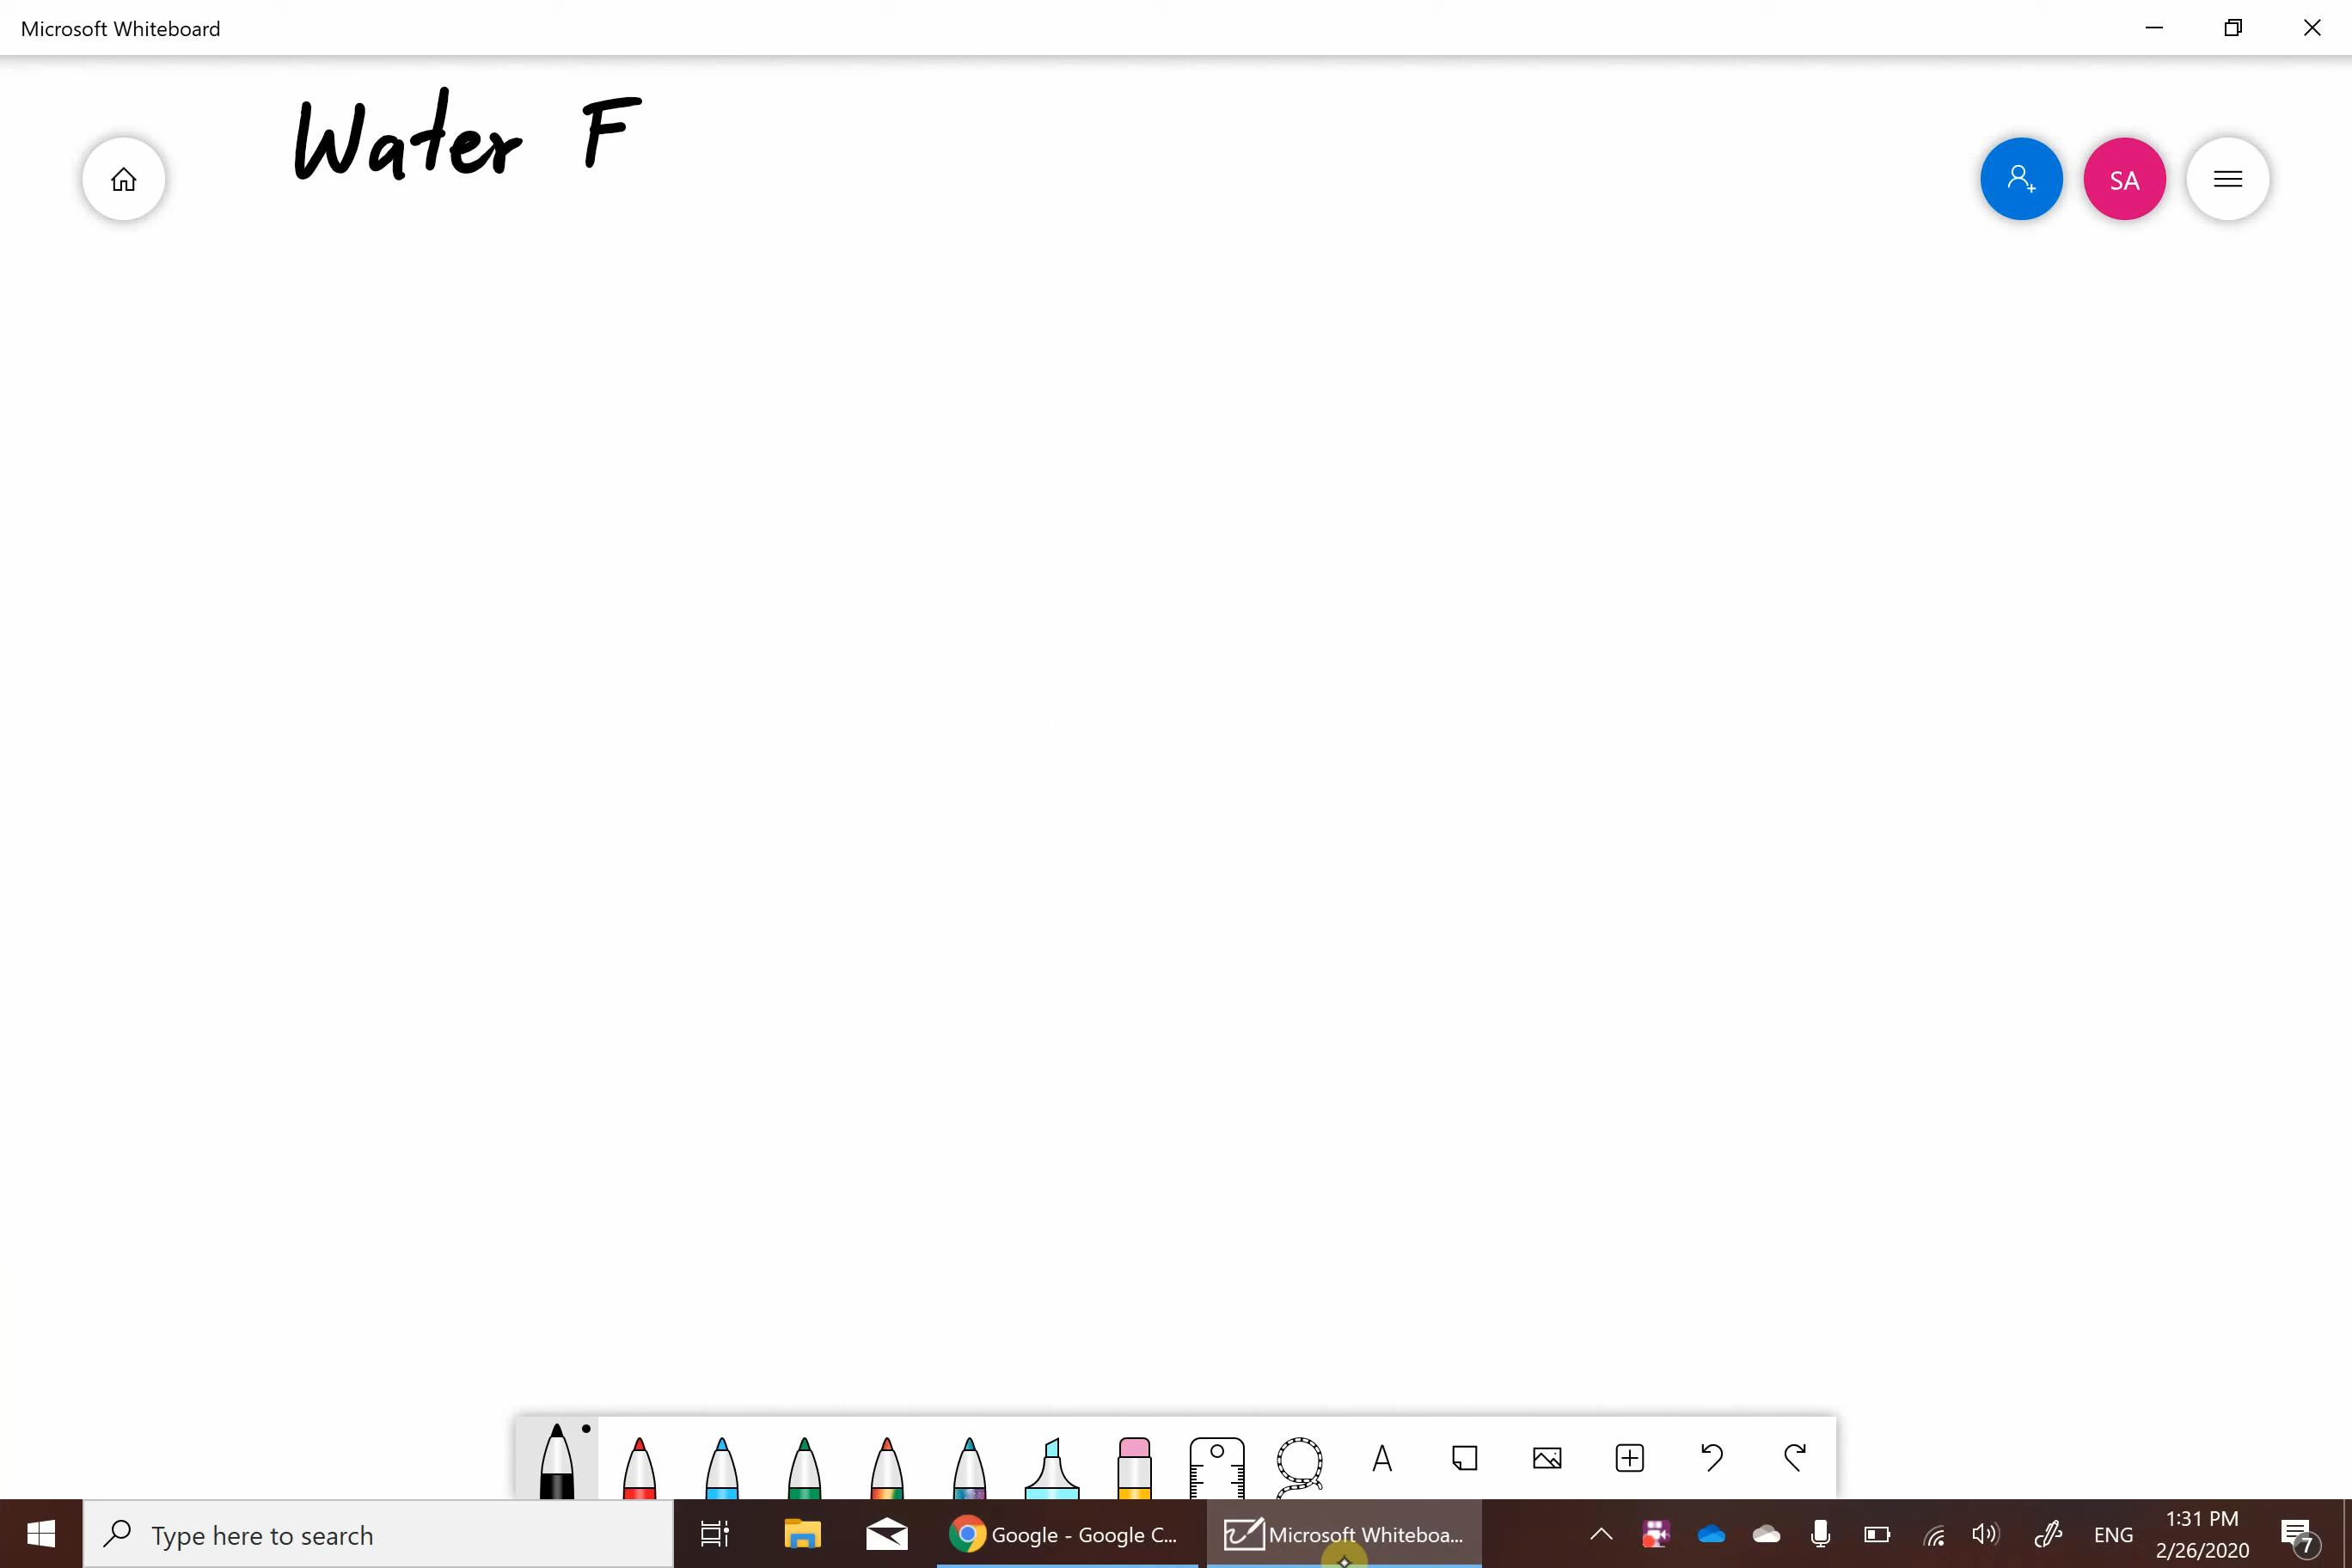 Microsoft Whiteboard
Water F
SA
A
Type here to search
Google - Google C...
Microsoft Whiteboa...
ENG
1:31 PM
2/26/2020
7